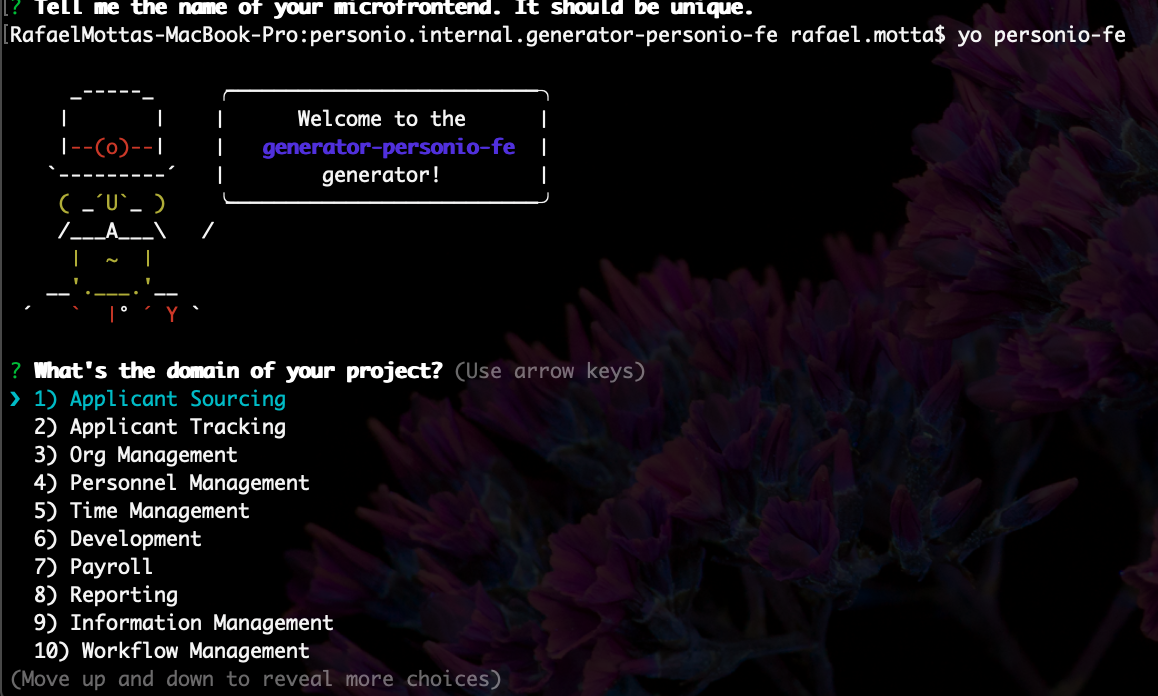 [? Tell me the name of your microfrontend. It should be unique.
[RafaelMottas-MacBook-Pro:personio.internal.generator-personio-fe rafael.motta$ yo personio-fe
     _-----_     ╭──────────────────────────╮
    |       |    |      Welcome to the      |
    |--(o)--|    |   generator-personio-fe  |
   `---------´   |        generator!        |
    ( _´U`_ )    ╰──────────────────────────╯
    /___A___\   /
     |  ~  |
   __'.___.'__
 ´   `  |° ´ Y `
? What's the domain of your project? (Use arrow keys)
❯ 1) Applicant Sourcing
  2) Applicant Tracking
  3) Org Management
  4) Personnel Management
  5) Time Management
  6) Development
  7) Payroll
  8) Reporting
  9) Information Management
  10) Workflow Management
(Move up and down to reveal more choices)